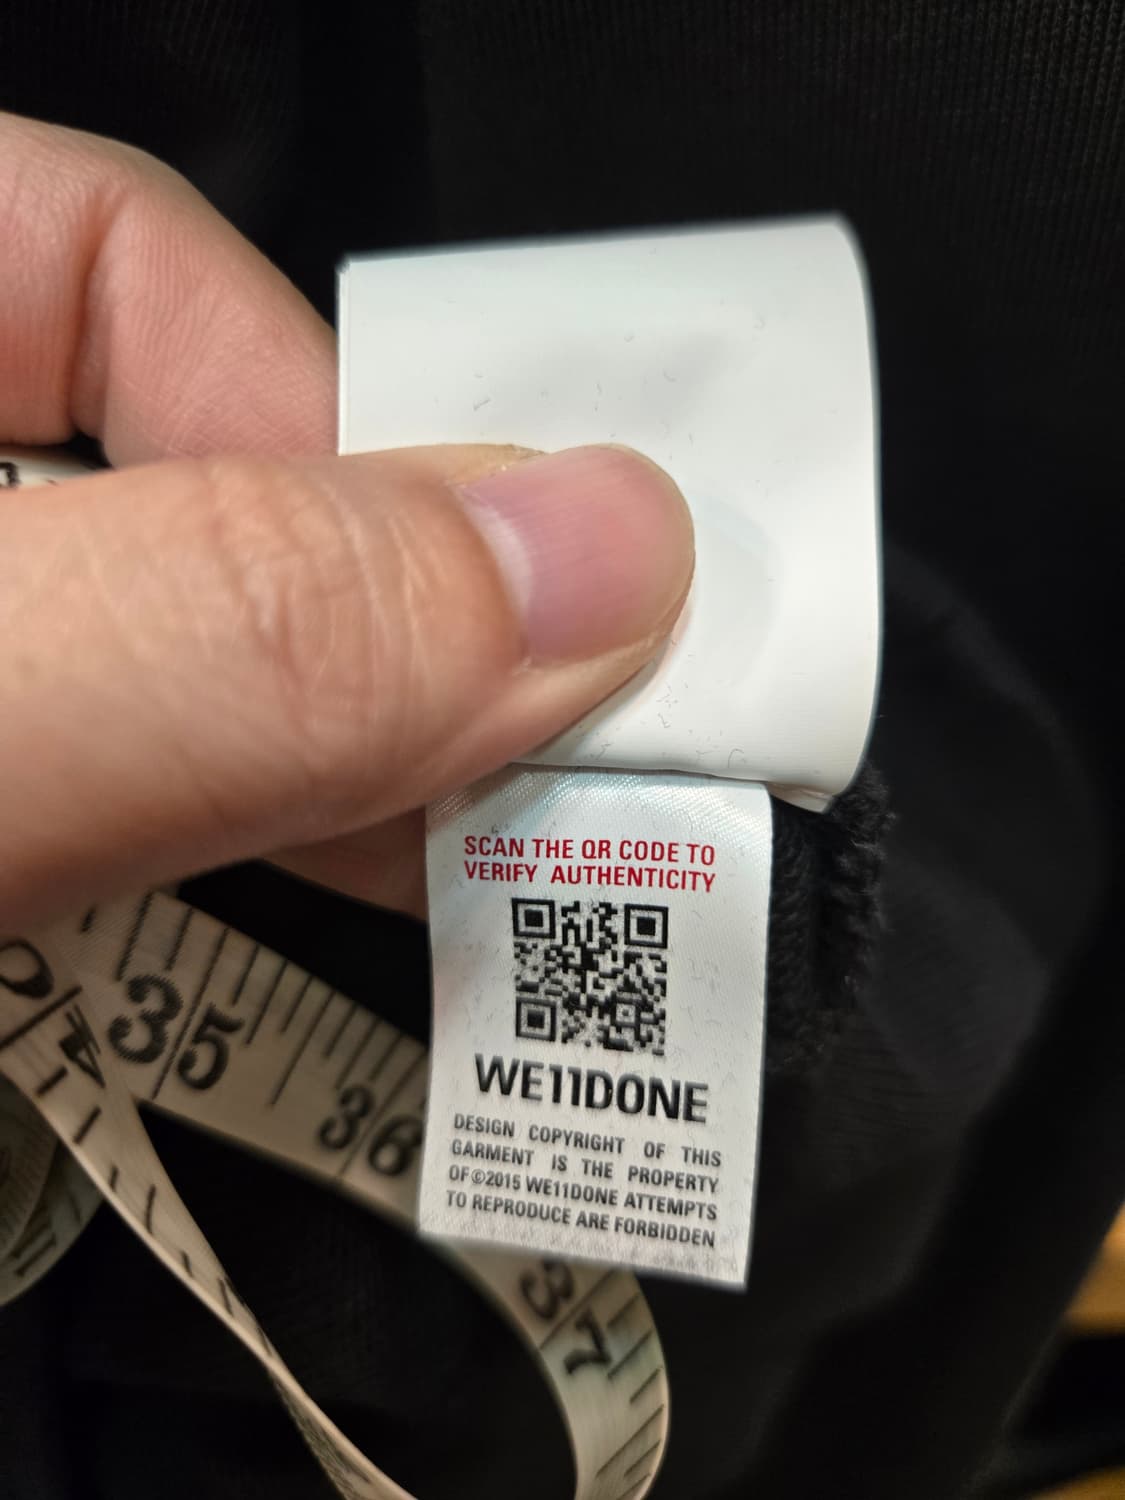 SCAN THE QR CODE TO
VERIFY AUTHENTICITY
WE11DONE
DESIGN COPYRIGHT OF THIS
GARMENT IS THE PROPERTY
OF©2015 WE11DONE ATTEMPTS
TO REPRODUCE ARE FORBIDDEN
35
36
37